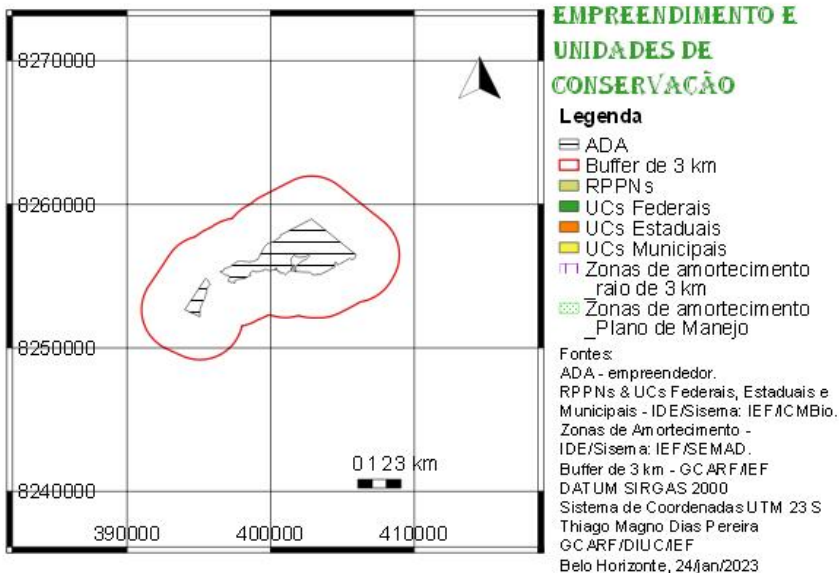 EMPREENDIMENTO E
UNIDADES DE
CONSERVAÇÃO
Legenda
ADA
Buffer de 3 km
RPPNs
UCs Federais
UCs Estaduais
UCs Municipais
Zonas de amortecimento
_raio de 3 km
Zonas de amortecimento
_Plano de Manejo
Fontes:
ADA - empreendedor.
RPPNs & UCs Federais, Estaduais e
Municipais - IDE/Sisema: IEF/ICMBio.
Zonas de Amortecimento -
IDE/Sisema: IEF/SEMAD.
Buffer de 3 km - GCARF/IEF
DATUM SIRGAS 2000
Sistema de Coordenadas UTM 23 S
Thiago Magno Dias Pereira
GCARF/DIUC/IEF
Belo Horizonte, 24/jan/2023
8270000
8260000
8250000
8240000
0 1 2 3 km
390000 400000 410000